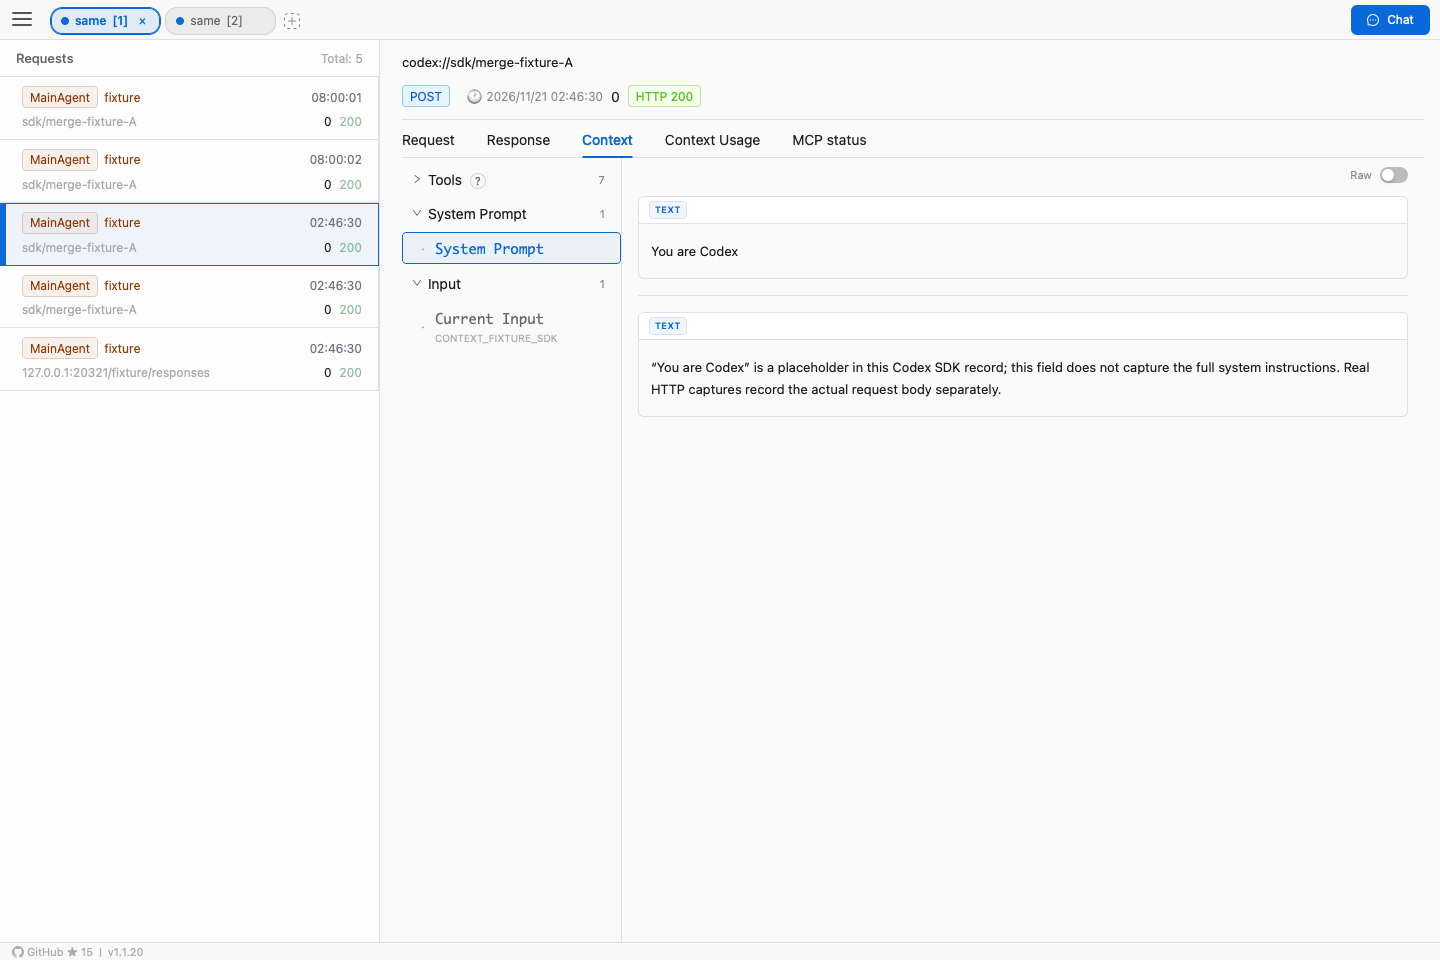 same [1] ×
same [2]
Chat
Requests
Total: 5
MainAgent fixture 08:00:01
sdk/merge-fixture-A 0 200
MainAgent fixture 08:00:02
sdk/merge-fixture-A 0 200
MainAgent fixture 02:46:30
sdk/merge-fixture-A 0 200
MainAgent fixture 02:46:30
sdk/merge-fixture-A 0 200
MainAgent fixture 02:46:30
127.0.0.1:20321/fixture/responses 0 200
codex://sdk/merge-fixture-A
POST 2026/11/21 02:46:30 0 HTTP 200
Request Response Context Context Usage MCP status
Tools ? 7
System Prompt 1
System Prompt
Input 1
Current Input
CONTEXT_FIXTURE_SDK
Raw
TEXT
You are Codex
TEXT
“You are Codex” is a placeholder in this Codex SDK record; this field does not capture the full system instructions. Real
HTTP captures record the actual request body separately.
GitHub ★ 15 | v1.1.20